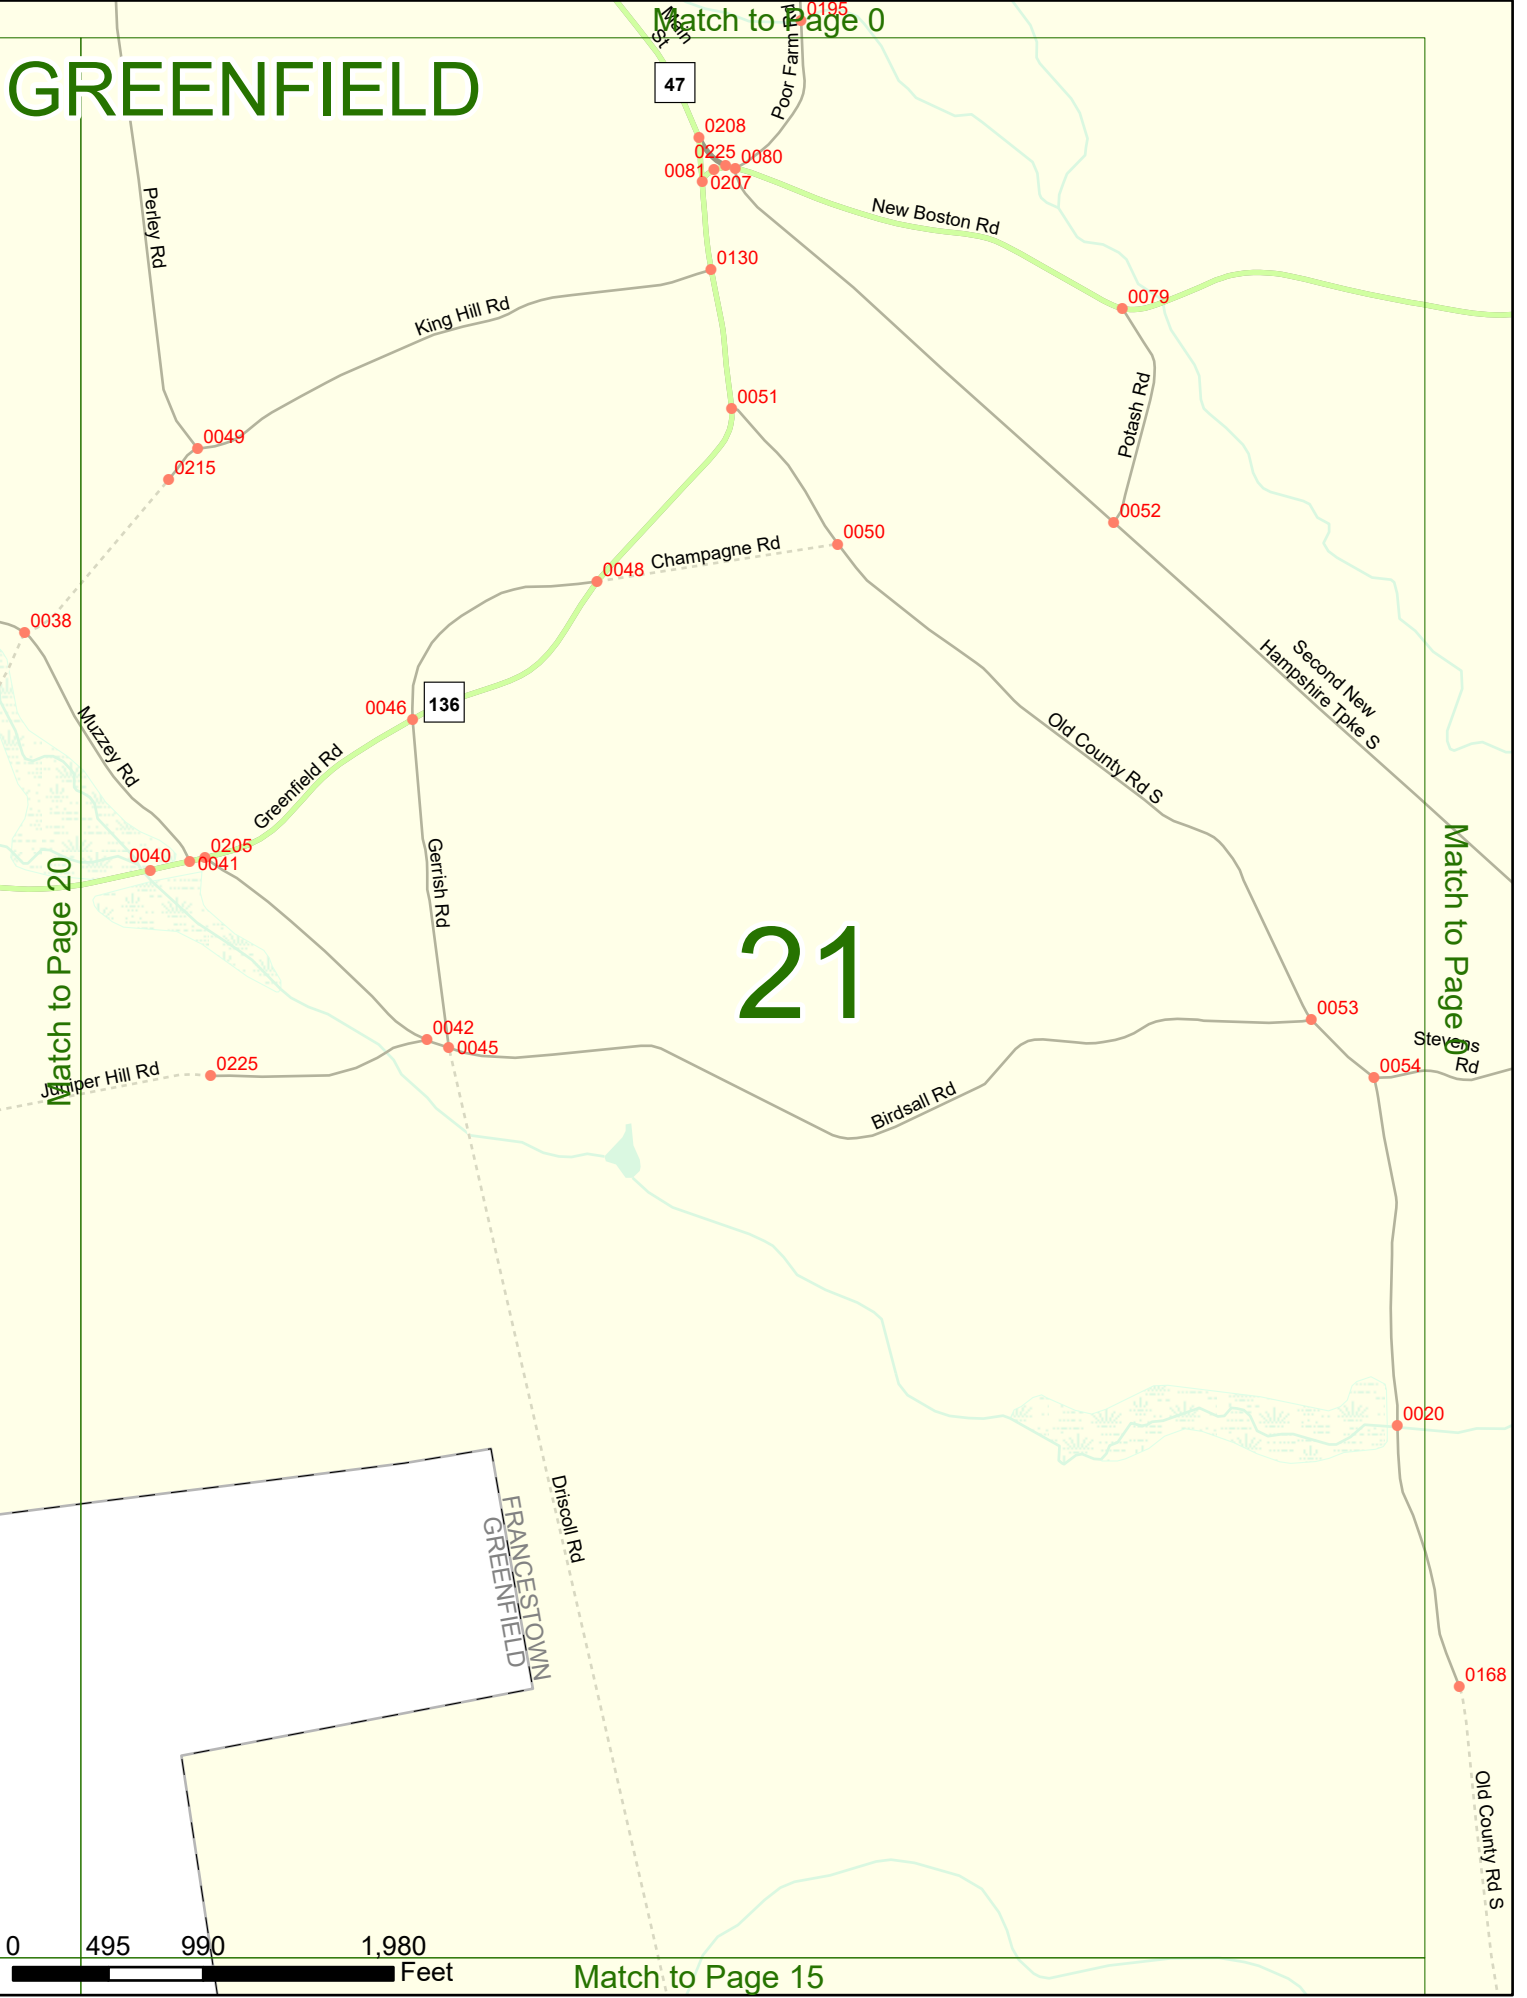 0195
Match to Page 0
Main
St
Poor Farm Rd
GREENFIELD
47
0208
0225
0080
0081
0207
Perley Rd
New Boston Rd
0130
0079
King Hill Rd
0051
Potash Rd
0049
0215
0052
0050
Champagne Rd
0048
0038
Second New
Hampshire Tpke S
136
0046
Muzzey Rd
Old County Rd S
Greenfield Rd
0205
0040
0041
Gerrish Rd
Match to Page 20
Match to Page 0
21
0053
0042
0045
Stevens
Rd
0054
0225
Juniper Hill Rd
Birdsall Rd
0020
Driscoll Rd
FRANCESTOWN
GREENFIELD
0168
Old County Rd S
0 495 990 1,980
Feet
Match to Page 15